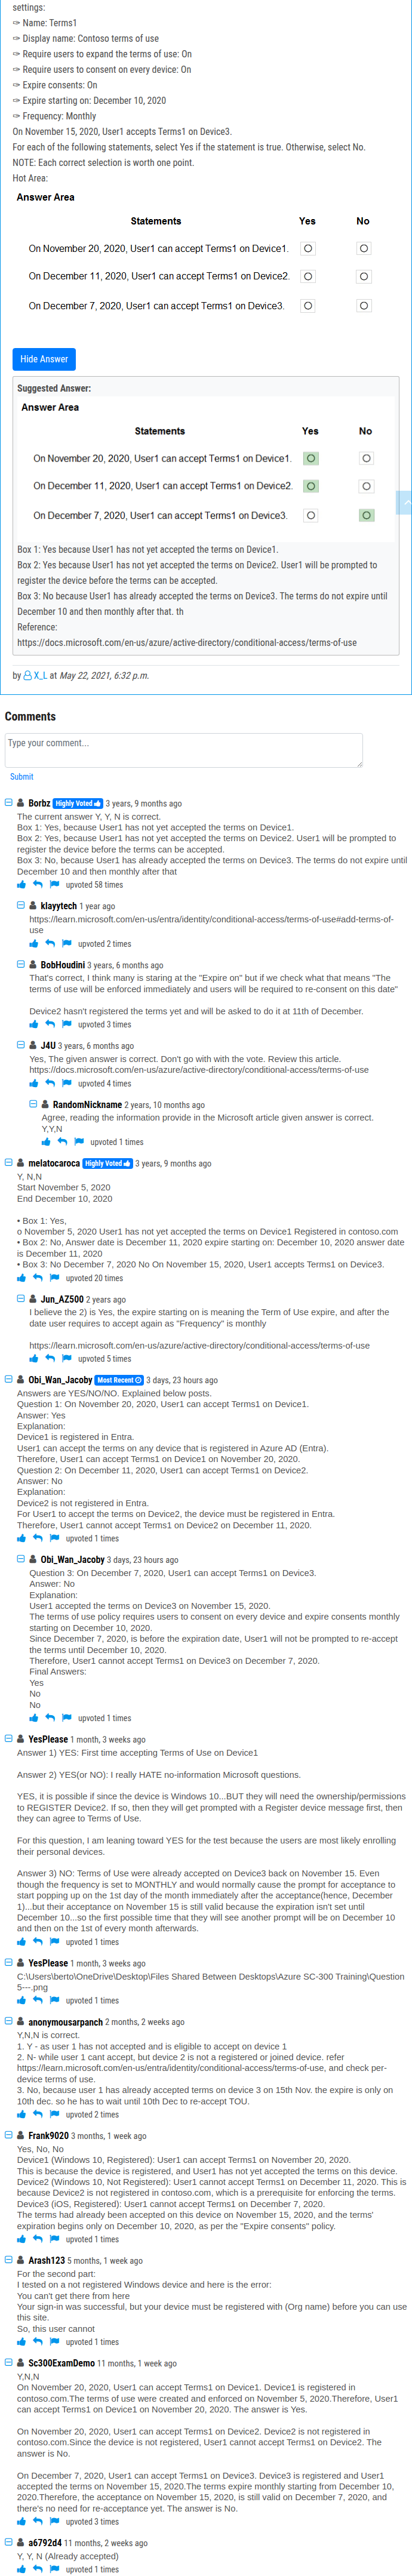 settings:
✑ Name: Terms1
✑ Display name: Contoso terms of use
✑ Require users to expand the terms of use: On
✑ Require users to consent on every device: On
✑ Expire consents: On
✑ Expire starting on: December 10, 2020
✑ Frequency: Monthly
On November 15, 2020, User1 accepts Terms1 on Device3.
For each of the following statements, select Yes if the statement is true. Otherwise, select No.
NOTE: Each correct selection is worth one point.
Hot Area:
Answer Area
Statements Yes No
On November 20, 2020, User1 can accept Terms1 on Device1.
On December 11, 2020, User1 can accept Terms1 on Device2.
On December 7, 2020, User1 can accept Terms1 on Device3.
Hide Answer
Suggested Answer:
Answer Area
Statements Yes No
On November 20, 2020, User1 can accept Terms1 on Device1.
On December 11, 2020, User1 can accept Terms1 on Device2.
On December 7, 2020, User1 can accept Terms1 on Device3.
Box 1: Yes because User1 has not yet accepted the terms on Device1.
Box 2: Yes because User1 has not yet accepted the terms on Device2. User1 will be prompted to
register the device before the terms can be accepted.
Box 3: No because User1 has already accepted the terms on Device3. The terms do not expire until
December 10 and then monthly after that. th
Reference:
https://docs.microsoft.com/en-us/azure/active-directory/conditional-access/terms-of-use
by X_L at May 22, 2021, 6:32 p.m.
Comments
Type your comment...
Submit
Borbz Highly Voted 3 years, 9 months ago
The current answer Y, Y, N is correct.
Box 1: Yes, because User1 has not yet accepted the terms on Device1.
Box 2: Yes, because User1 has not yet accepted the terms on Device2. User1 will be prompted to
register the device before the terms can be accepted.
Box 3: No, because User1 has already accepted the terms on Device3. The terms do not expire until
December 10 and then monthly after that
upvoted 58 times
klayytech 1 year ago
https://learn.microsoft.com/en-us/entra/identity/conditional-access/terms-of-use#add-terms-of-
use
upvoted 2 times
BobHoudini 3 years, 6 months ago
That's correct, I think many is staring at the "Expire on" but if we check what that means "The
terms of use will be enforced immediately and users will be required to re-consent on this date"
Device2 hasn't registered the terms yet and will be asked to do it at 11th of December.
upvoted 3 times
J4U 3 years, 6 months ago
Yes, The given answer is correct. Don't go with with the vote. Review this article.
https://docs.microsoft.com/en-us/azure/active-directory/conditional-access/terms-of-use
upvoted 4 times
RandomNickname 2 years, 10 months ago
Agree, reading the information provide in the Microsoft article given answer is correct.
Y,Y,N
upvoted 1 times
melatocaroca Highly Voted 3 years, 9 months ago
Y, N,N
Start November 5, 2020
End December 10, 2020
• Box 1: Yes,
o November 5, 2020 User1 has not yet accepted the terms on Device1 Registered in contoso.com
• Box 2: No, Answer date is December 11, 2020 expire starting on: December 10, 2020 answer date
is December 11, 2020
• Box 3: No December 7, 2020 No On November 15, 2020, User1 accepts Terms1 on Device3.
upvoted 20 times
Jun_AZ500 2 years ago
I believe the 2) is Yes, the expire starting on is meaning the Term of Use expire, and after the
date user requires to accept again as "Frequency" is monthly
https://learn.microsoft.com/en-us/azure/active-directory/conditional-access/terms-of-use
upvoted 5 times
Obi_Wan_Jacoby Most Recent 3 days, 23 hours ago
Answers are YES/NO/NO. Explained below posts.
Question 1: On November 20, 2020, User1 can accept Terms1 on Device1.
Answer: Yes
Explanation:
Device1 is registered in Entra.
User1 can accept the terms on any device that is registered in Azure AD (Entra).
Therefore, User1 can accept Terms1 on Device1 on November 20, 2020.
Question 2: On December 11, 2020, User1 can accept Terms1 on Device2.
Answer: No
Explanation:
Device2 is not registered in Entra.
For User1 to accept the terms on Device2, the device must be registered in Entra.
Therefore, User1 cannot accept Terms1 on Device2 on December 11, 2020.
upvoted 1 times
Obi_Wan_Jacoby 3 days, 23 hours ago
Question 3: On December 7, 2020, User1 can accept Terms1 on Device3.
Answer: No
Explanation:
User1 accepted the terms on Device3 on November 15, 2020.
The terms of use policy requires users to consent on every device and expire consents monthly
starting on December 10, 2020.
Since December 7, 2020, is before the expiration date, User1 will not be prompted to re-accept
the terms until December 10, 2020.
Therefore, User1 cannot accept Terms1 on Device3 on December 7, 2020.
Final Answers:
Yes
No
No
upvoted 1 times
YesPlease 1 month, 3 weeks ago
Answer 1) YES: First time accepting Terms of Use on Device1
Answer 2) YES(or NO): I really HATE no-information Microsoft questions.
YES, it is possible if since the device is Windows 10...BUT they will need the ownership/permissions
to REGISTER Device2. If so, then they will get prompted with a Register device message first, then
they can agree to Terms of Use.
For this question, I am leaning toward YES for the test because the users are most likely enrolling
their personal devices.
Answer 3) NO: Terms of Use were already accepted on Device3 back on November 15. Even
though the frequency is set to MONTHLY and would normally cause the prompt for acceptance to
start popping up on the 1st day of the month immediately after the acceptance(hence, December
1)...but their acceptance on November 15 is still valid because the expiration isn't set until
December 10...so the first possible time that they will see another prompt will be on December 10
and then on the 1st of every month afterwards.
upvoted 1 times
YesPlease 1 month, 3 weeks ago
C:\Users\berto\OneDrive\Desktop\Files Shared Between Desktops\Azure SC-300 Training\Question
5---.png
upvoted 1 times
anonymousarpanch 2 months, 2 weeks ago
Y,N,N is correct.
1. Y - as user 1 has not accepted and is eligible to accept on device 1
2. N- while user 1 cant accept, but device 2 is not a registered or joined device. refer
https://learn.microsoft.com/en-us/entra/identity/conditional-access/terms-of-use, and check per-
device terms of use.
3. No, because user 1 has already accepted terms on device 3 on 15th Nov. the expire is only on
10th dec. so he has to wait until 10th Dec to re-accept TOU.
upvoted 2 times
Frank9020 3 months, 1 week ago
Yes, No, No
Device1 (Windows 10, Registered): User1 can accept Terms1 on November 20, 2020.
This is because the device is registered, and User1 has not yet accepted the terms on this device.
Device2 (Windows 10, Not Registered): User1 cannot accept Terms1 on December 11, 2020. This is
because Device2 is not registered in contoso.com, which is a prerequisite for enforcing the terms.
Device3 (iOS, Registered): User1 cannot accept Terms1 on December 7, 2020.
The terms had already been accepted on this device on November 15, 2020, and the terms'
expiration begins only on December 10, 2020, as per the "Expire consents" policy.
upvoted 1 times
Arash123 5 months, 1 week ago
For the second part:
I tested on a not registered Windows device and here is the error:
You can't get there from here
Your sign-in was successful, but your device must be registered with (Org name) before you can use
this site.
So, this user cannot
upvoted 1 times
Sc300ExamDemo 11 months, 1 week ago
Y,N,N
On November 20, 2020, User1 can accept Terms1 on Device1. Device1 is registered in
contoso.com.The terms of use were created and enforced on November 5, 2020.Therefore, User1
can accept Terms1 on Device1 on November 20, 2020. The answer is Yes.
On November 20, 2020, User1 can accept Terms1 on Device2. Device2 is not registered in
contoso.com.Since the device is not registered, User1 cannot accept Terms1 on Device2. The
answer is No.
On December 7, 2020, User1 can accept Terms1 on Device3. Device3 is registered and User1
accepted the terms on November 15, 2020.The terms expire monthly starting from December 10,
2020.Therefore, the acceptance on November 15, 2020, is still valid on December 7, 2020, and
there's no need for re-acceptance yet. The answer is No.
upvoted 3 times
a6792d4 11 months, 2 weeks ago
Y, Y, N (Already accepted)
upvoted 1 times